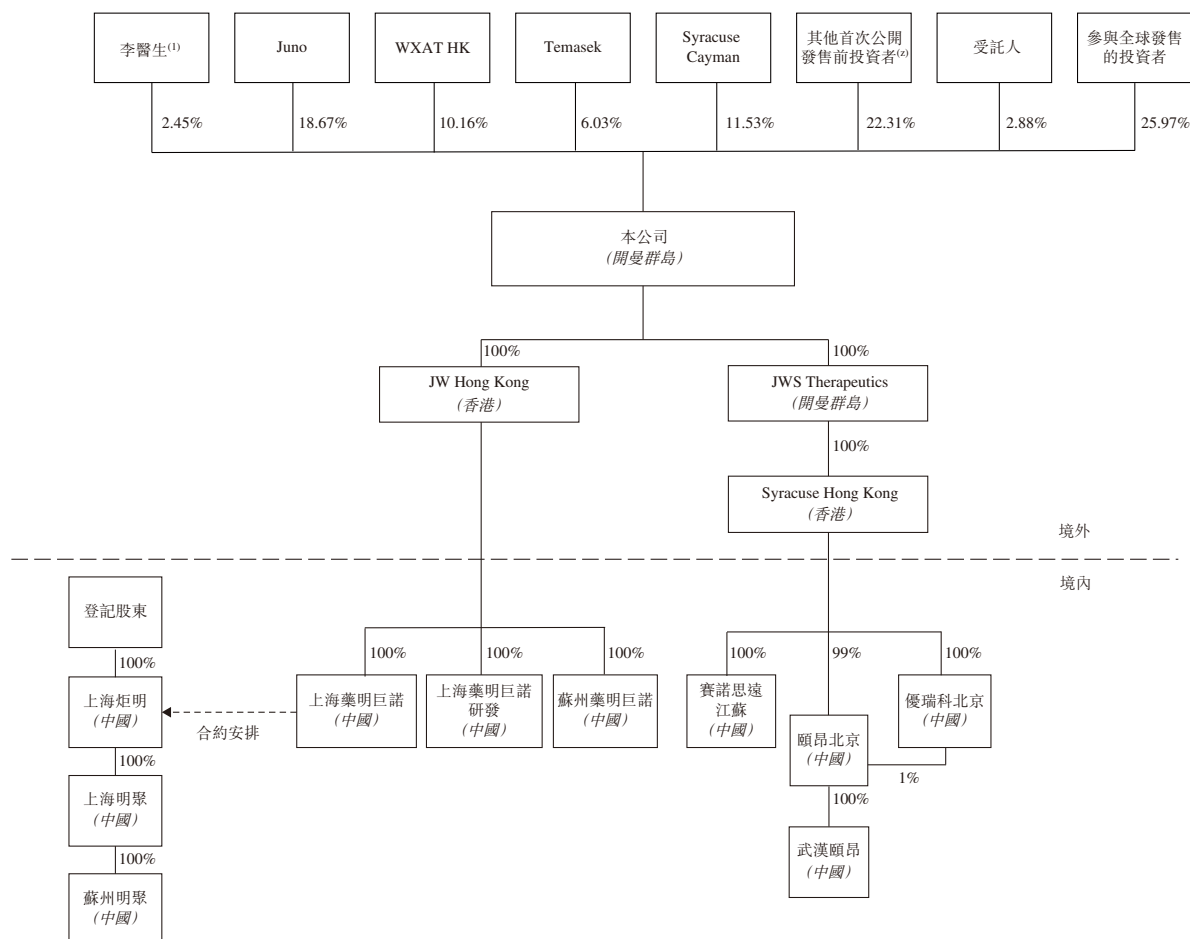 李醫生(1)
Juno
WXAT HK
Temasek
Syracuse
Cayman
其他首次公開
發售前投資者(z)
受託人
參與全球發售
的投資者
2.45%
18.67%
10.16%
6.03%
11.53%
22.31%
2.88%
25.97%
本公司
(開曼群島)
100%
100%
JW Hong Kong
(香港)
JWS Therapeutics
(開曼群島)
100%
Syracuse Hong Kong
(香港)
境外
境內
登記股東
100%
100%
100%
100%
100%
99%
100%
上海炬明
(中國)
合約安排
上海藥明巨諾
(中國)
上海藥明巨諾
研發
(中國)
蘇州藥明巨諾
(中國)
賽諾思遠
江蘇
(中國)
頤昂北京
(中國)
優瑞科北京
(中國)
1%
100%
上海明聚
(中國)
100%
武漢頤昂
(中國)
100%
蘇州明聚
(中國)